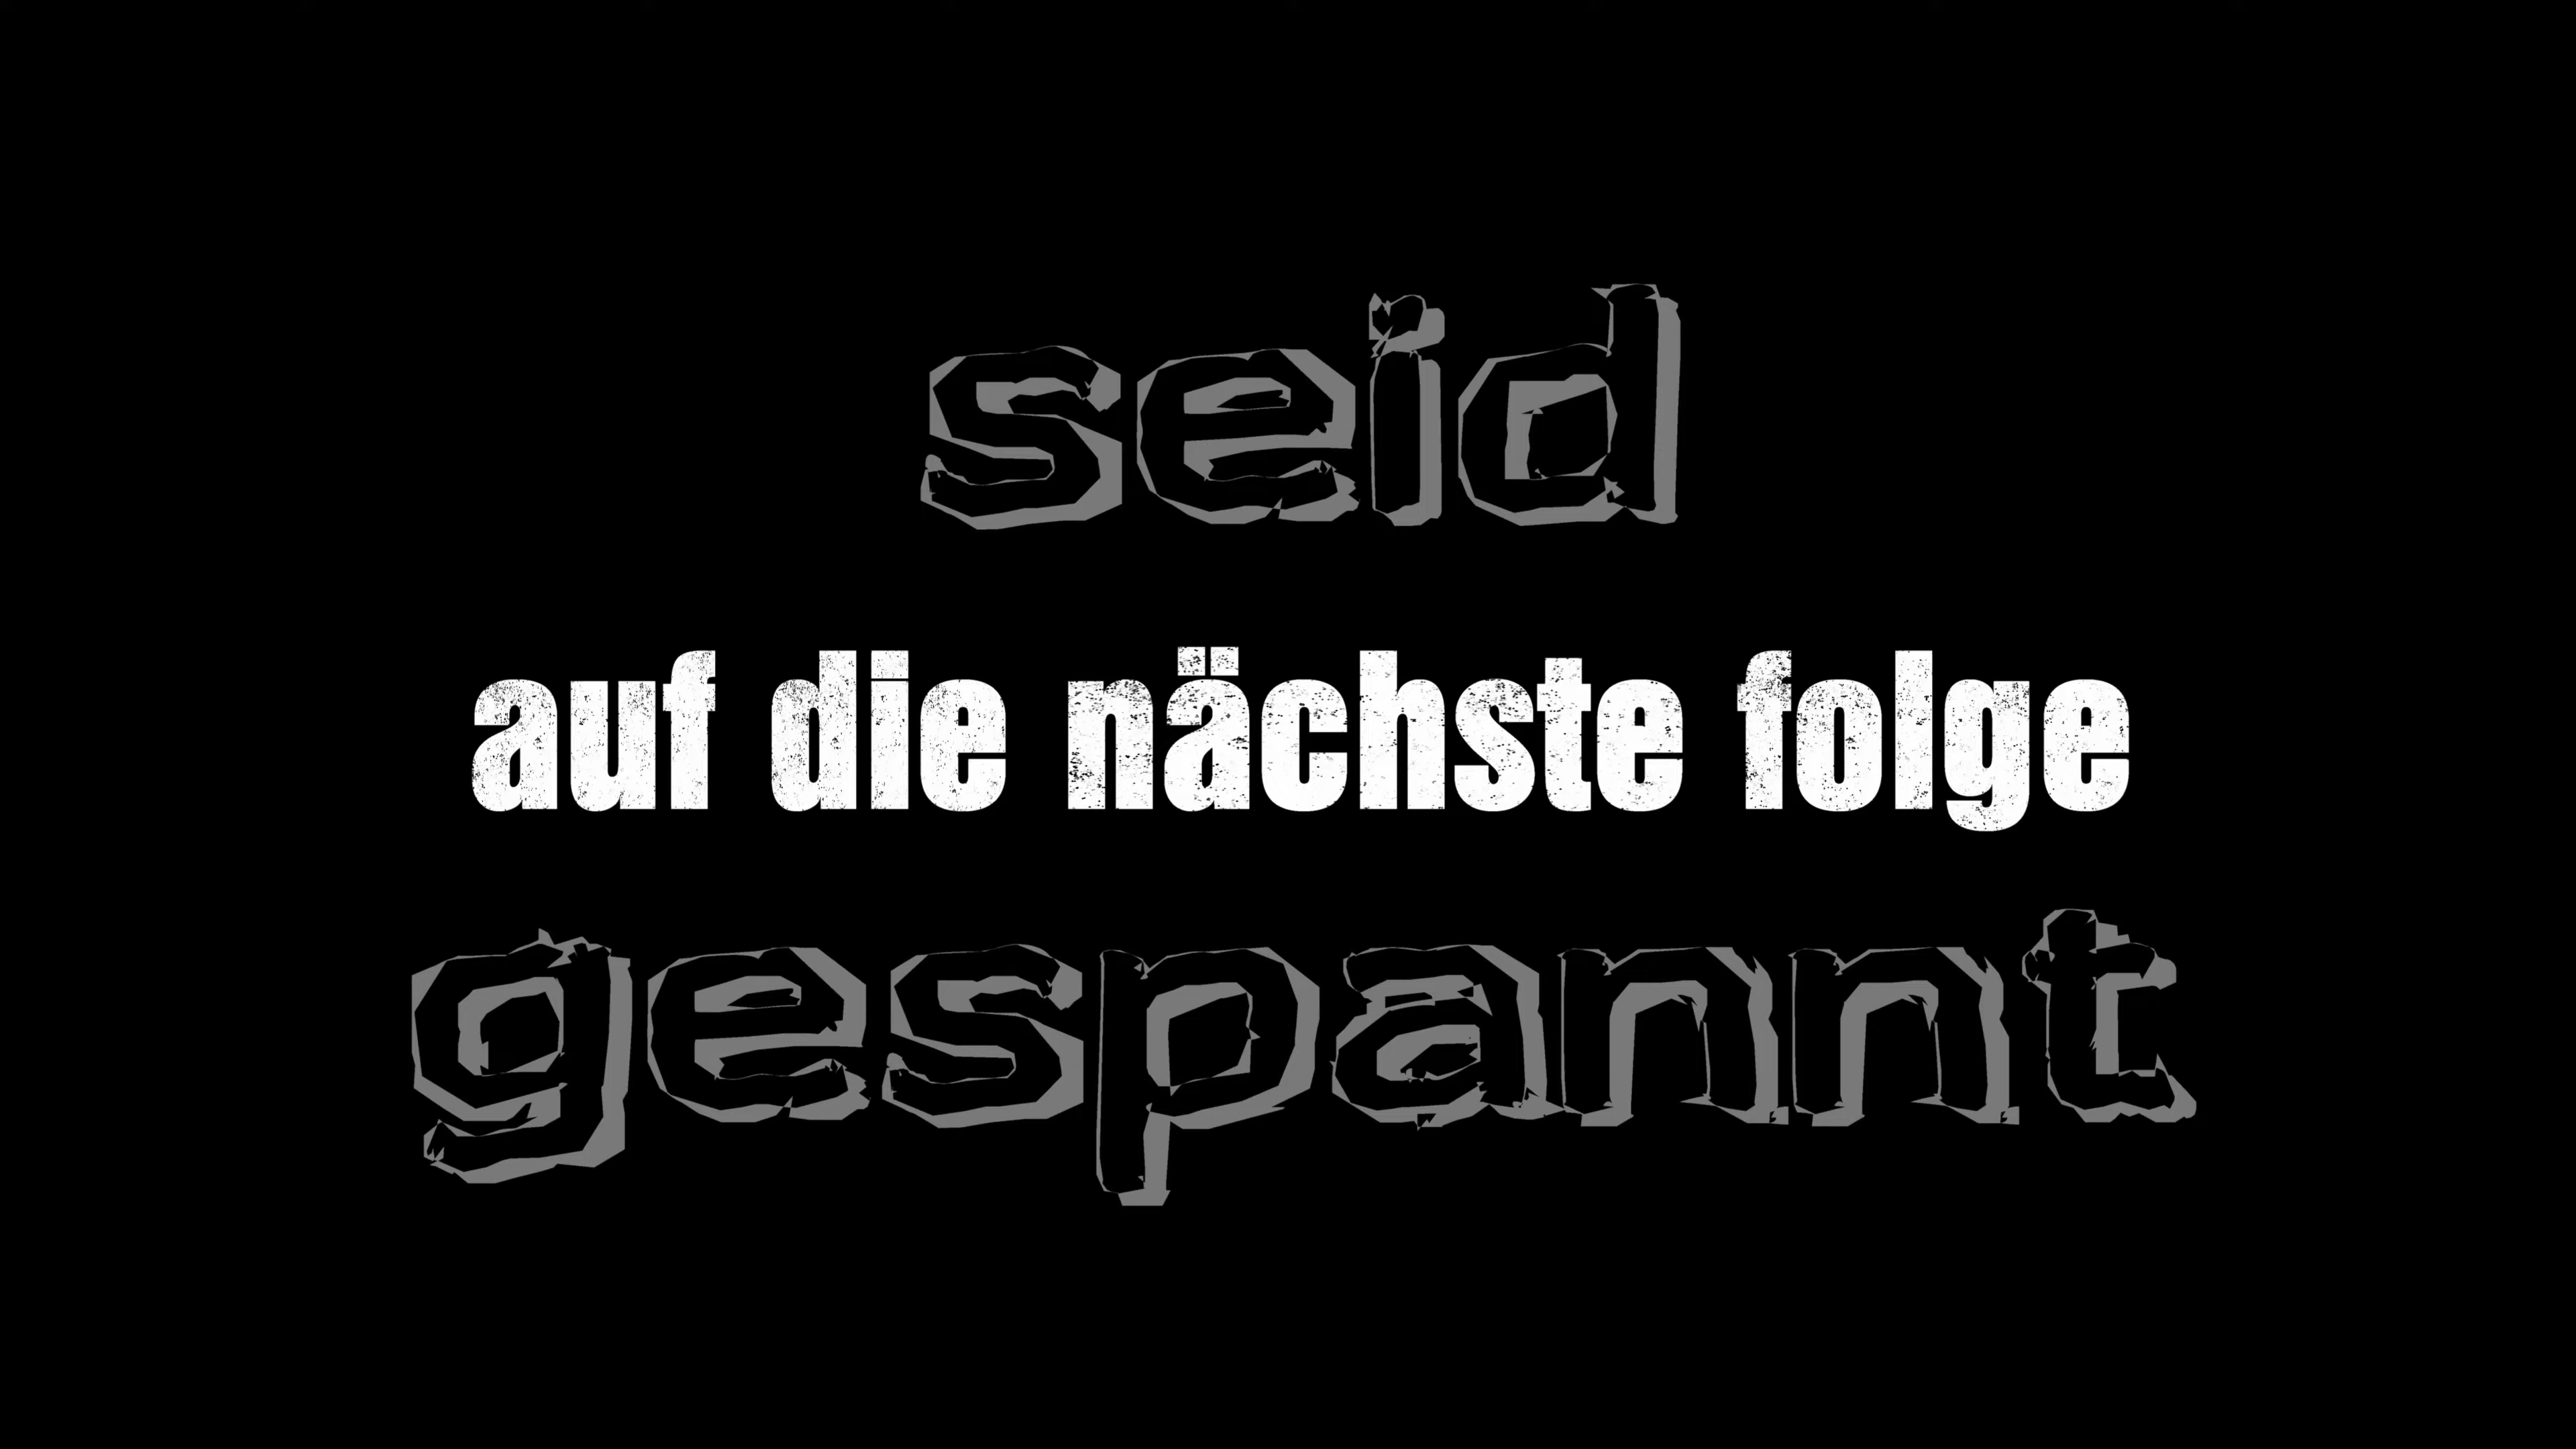 seid
auf die nächste folge
gespannt